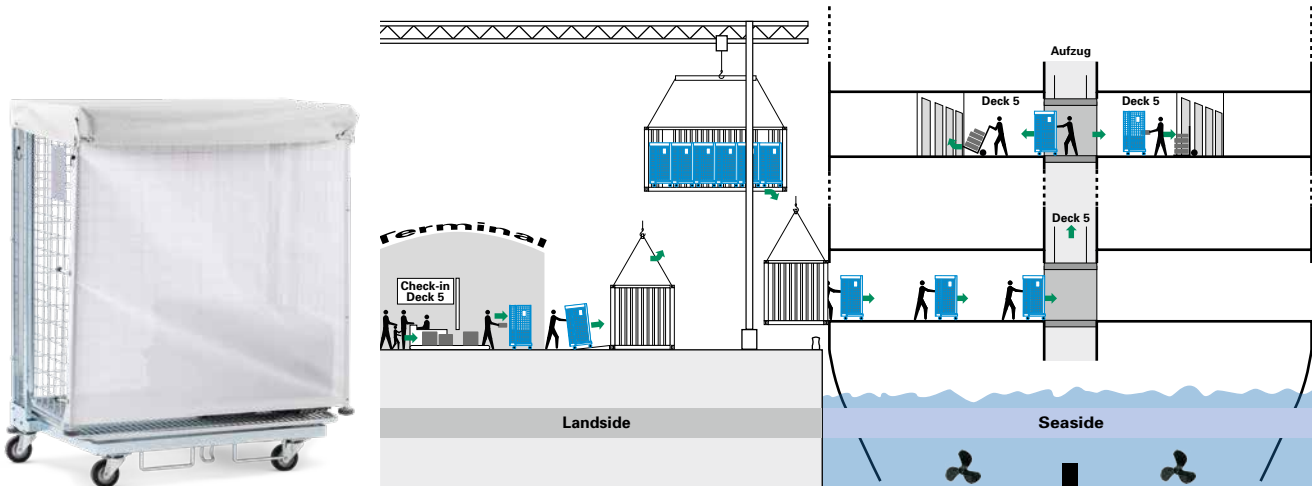 Terminal
Check-in
Deck 5
Landside
Aufzug
Deck 5
Deck 5
Deck 5
Seaside